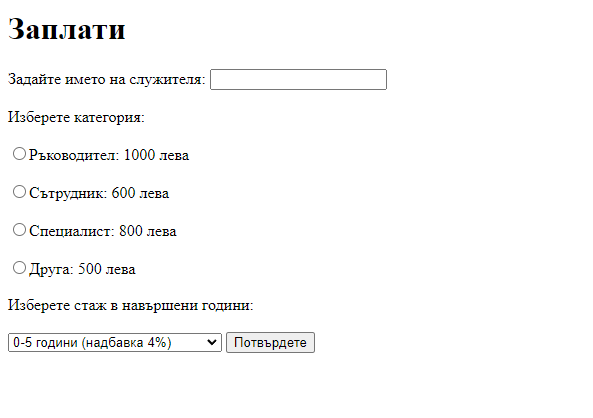 Заплати
Задайте името на служителя:
Изберете категория:
Ръководител: 1000 лева
Сътрудник: 600 лева
Специалист: 800 лева
Друга: 500 лева
Изберете стаж в навършени години:
0-5 години (надбавка 4%) Потвърдете